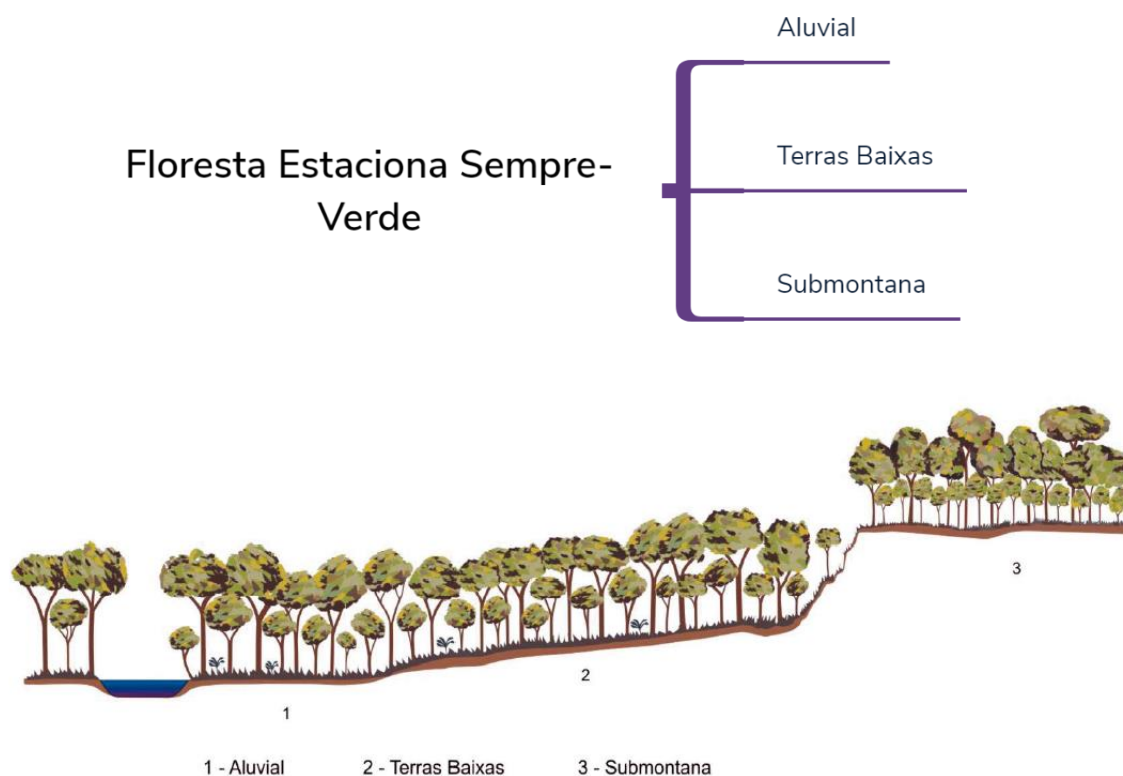 Aluvial
Floresta Estaciona Sempre-
Verde
Terras Baixas
Submontana
3
2
1
1 - Aluvial 2 - Terras Baixas 3 - Submontana